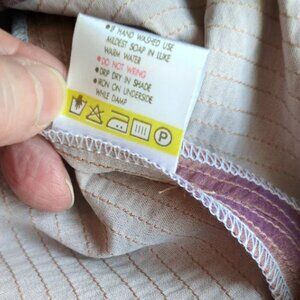 • IF HAND WASHED USE
MILDEST SOAP IN LUKE
WARM WATER
• DO NOT WRING
• DRIP DRY IN SHADE
• IRON ON UNDERSIDE
WHILE DAMP